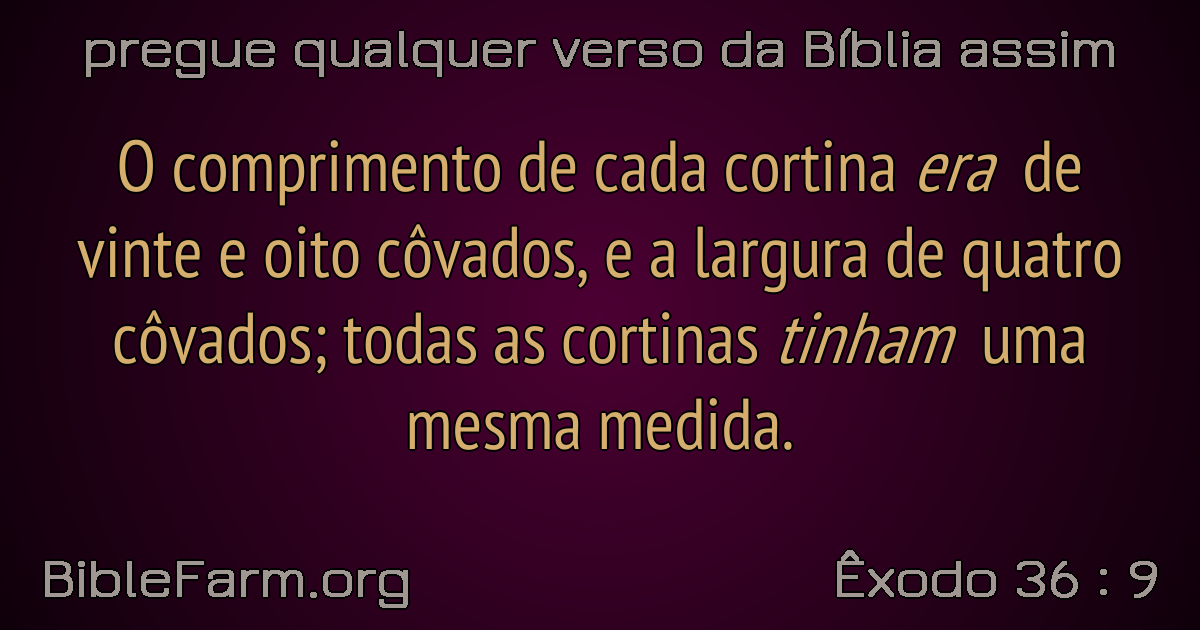 pregue qualquer verso da Bíblia assim
O comprimento de cada cortina era de
vinte e oito côvados, e a largura de quatro
côvados; todas as cortinas tinham uma
mesma medida.
BibleFarm.org
Êxodo 36 : 9